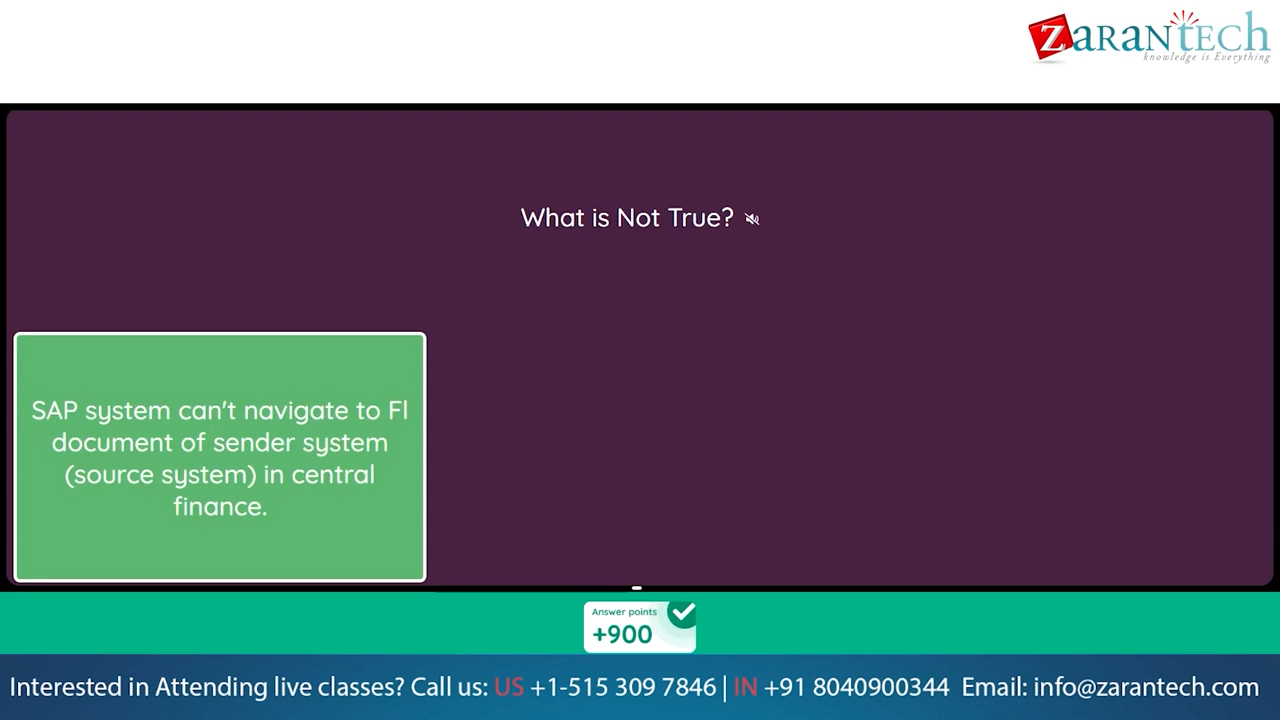 ZARANTECH
knowledge is Everything
What is Not True?
SAP system can't navigate to FI
document of sender system
(source system) in central
finance.
Answer points
+900
Interested in Attending live classes? Call us: US +1-515 309 7846 | IN +91 8040900344 Email: info@zarantech.com